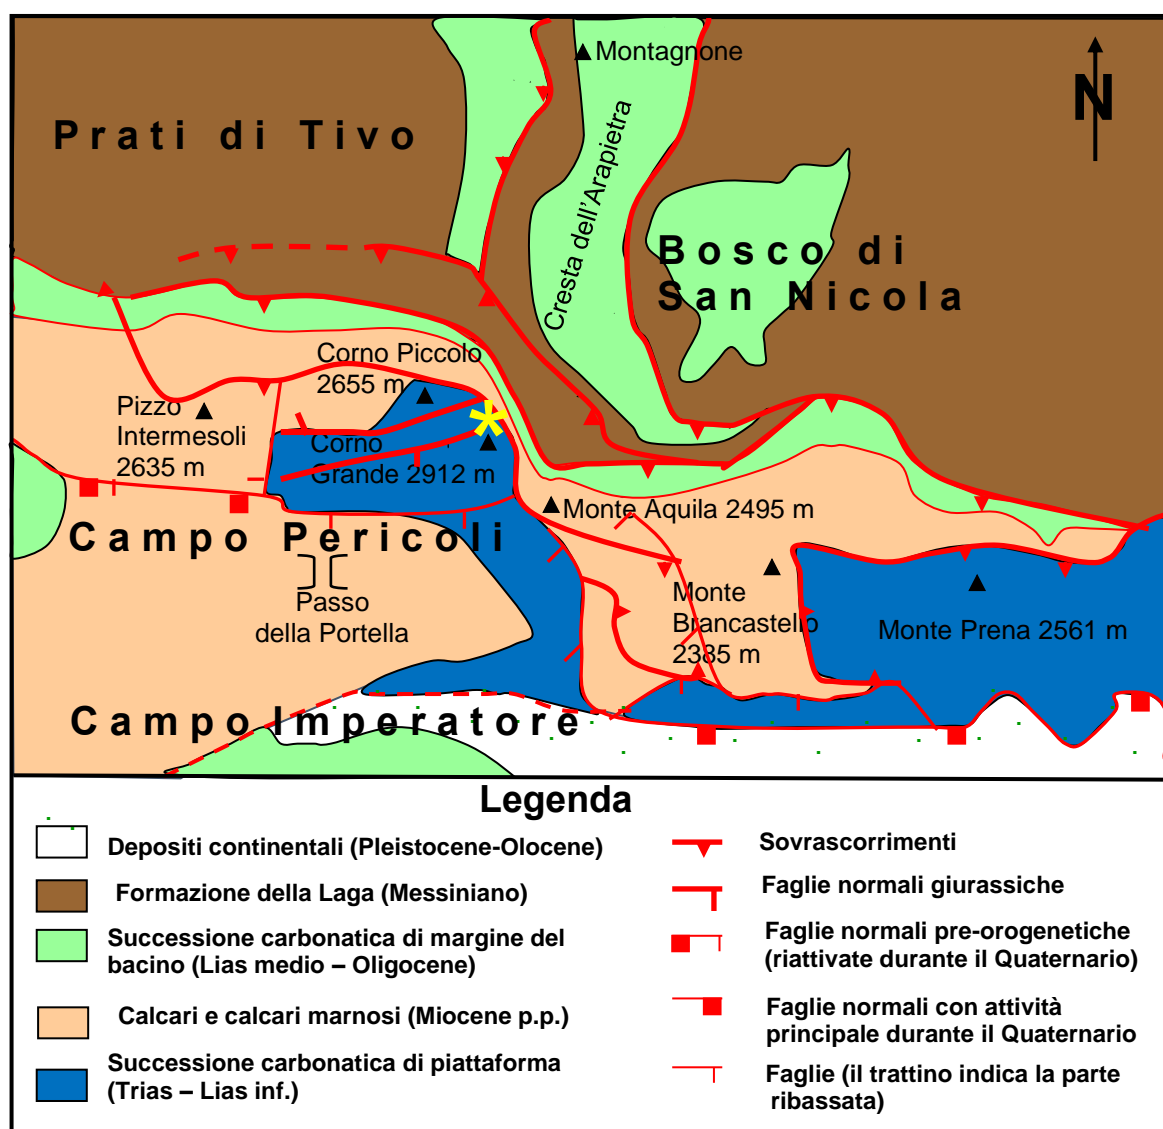 Montagnone
N
Prati di Tivo
Cresta dell'Arapietra
Bosco di
San Nicola
Corno Piccolo
2655 m
Pizzo
Intermesoli
2635 m
Corno
Grande 2912 m
Monte Aquila 2495 m
Campo Pericoli
Passo
della Portella
Monte
Brancastello
2385 m
Monte Prena 2561 m
Campo Imperatore
Legenda
Depositi continentali (Pleistocene-Olocene)
Formazione della Laga (Messiniano)
Successione carbonatica di margine del
bacino (Lias medio – Oligocene)
Calcari e calcari marnosi (Miocene p.p.)
Successione carbonatica di piattaforma
(Trias – Lias inf.)
Sovrascorrimenti
Faglie normali giurassiche
Faglie normali pre-orogenetiche
(riattivate durante il Quaternario)
Faglie normali con attività
principale durante il Quaternario
Faglie (il trattino indica la parte
ribassata)